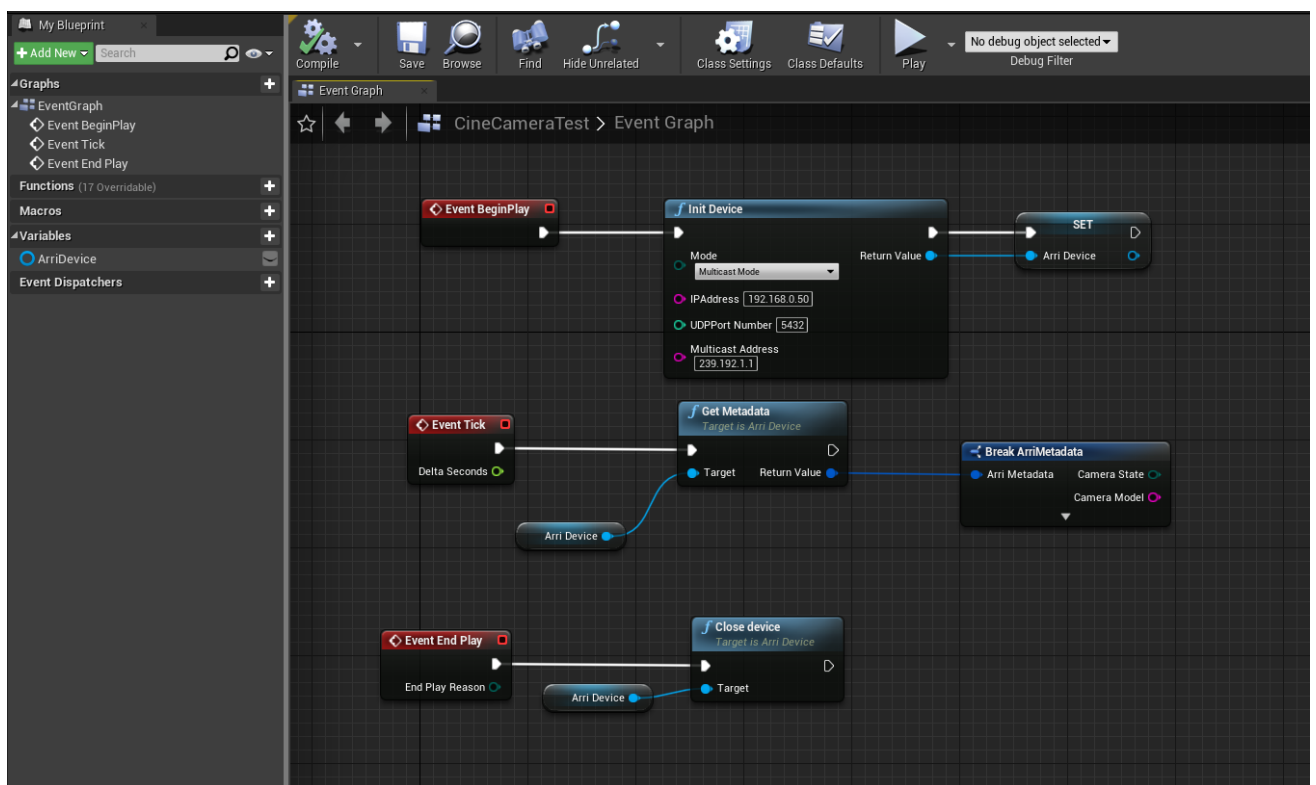 My Blueprint
Add New
Search
Graphs
EventGraph
Event BeginPlay
Event Tick
Event End Play
Functions (17 Overridable)
Macros
Variables
ArriDevice
Event Dispatchers
Compile
Save
Browse
Find
Hide Unrelated
Class Settings
Class Defaults
Play
No debug object selected
Debug Filter
Event Graph
CineCameraTest > Event Graph
Event BeginPlay
Init Device
Mode
Multicast Mode
Return Value
IPAddress 192.168.0.50
UDPPort Number 5432
Multicast Address
239.192.1.1
SET
Arri Device
Event Tick
Delta Seconds
Arri Device
Get Metadata
Target is Arri Device
Target Return Value
Break ArriMetadata
Arri Metadata Camera State
Camera Model
Event End Play
End Play Reason
Arri Device
Close device
Target is Arri Device
Target